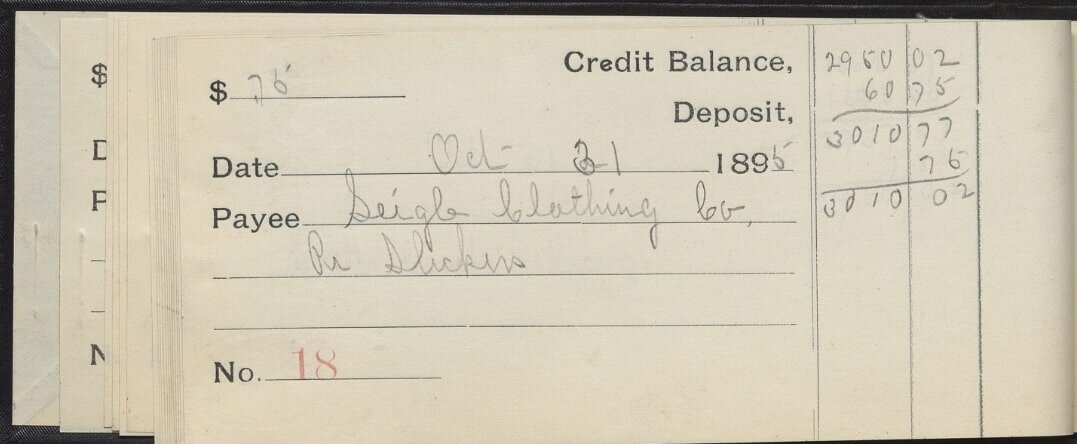 $
D
P
N
$ .75
Credit Balance, 2950 02
60 75
Deposit,
3010 77
Date Oct 31 1895
75
Payee Seigle Clothing Co,
3010 02
Pr
No. 18